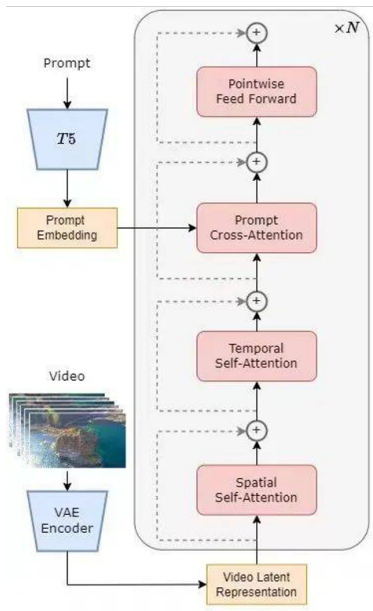 ×N
Prompt
T5
Prompt
Embedding
Pointwise
Feed Forward
Prompt
Cross-Attention
Temporal
Self-Attention
Spatial
Self-Attention
Video
VAE
Encoder
Video Latent
Representation
+
+
+
+